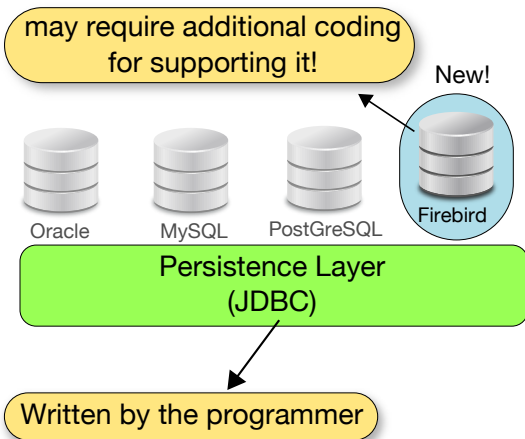 may require additional coding
for supporting it!
New!
Oracle
MySQL
PostGreSQL
Firebird
Persistence Layer
(JDBC)
Written by the programmer